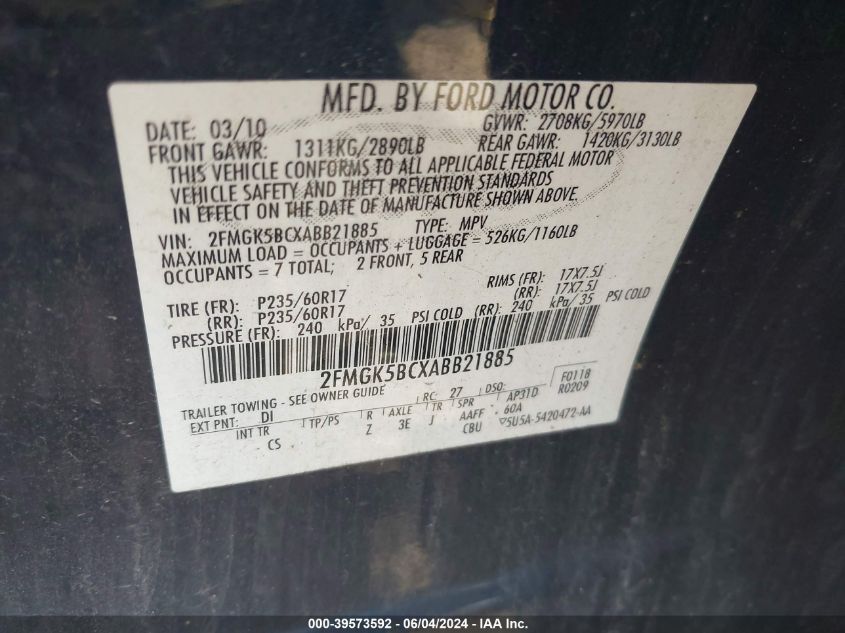 MFD. BY FORD MOTOR CO.
DATE: 03/10 GVWR: 2708KG/5970LB
FRONT GAWR: 1311KG/2890LB REAR GAWR: 1420KG/3130LB
THIS VEHICLE CONFORMS TO ALL APPLICABLE FEDERAL MOTOR
VEHICLE SAFETY AND THEFT PREVENTION STANDARDS
IN EFFECT ON THE DATE OF MANUFACTURE SHOWN ABOVE.
VIN: 2FMGK5BCXABB21885 TYPE: MPV
MAXIMUM LOAD = OCCUPANTS + LUGGAGE = 526KG/1160LB
OCCUPANTS = 7 TOTAL; 2 FRONT, 5 REAR
TIRE (FR): P235/60R17 RIMS (FR): 17X7.5J
(RR): P235/60R17 (RR): 17X7.5J
PRESSURE (FR): 240 kPa/ 35 PSI COLD (RR): 240 kPa/ 35 PSI COLD
2FMGK5BCXABB21885
TRAILER TOWING - SEE OWNER GUIDE F0118
EXT PNT: DI RC: 27 DSO: AP31D R0209
INT TR TP/PS R AXLE TR SPR 60A
CS Z 3E J AAFF
CBU 5U5A-5420472-AA
000-39573592 - 06/04/2024 - IAA Inc.